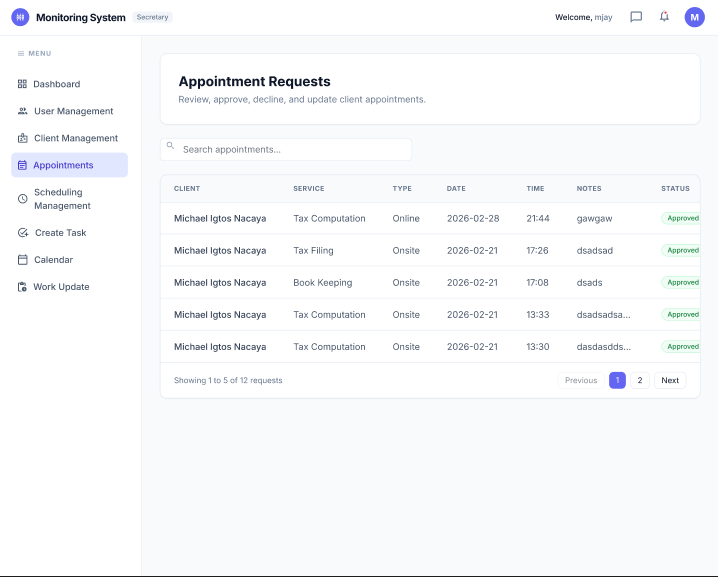 Monitoring System Secretary Welcome, mjay M
MENU
Dashboard
User Management
Client Management
Appointments
Scheduling
Management
Create Task
Calendar
Work Update
Appointment Requests
Review, approve, decline, and update client appointments.
Search appointments...
CLIENT SERVICE TYPE DATE TIME NOTES STATUS
Michael Igtos Nacaya Tax Computation Online 2026-02-28 21:44 gawgaw Approved
Michael Igtos Nacaya Tax Filing Onsite 2026-02-21 17:26 dsadsad Approved
Michael Igtos Nacaya Book Keeping Onsite 2026-02-21 17:08 dsads Approved
Michael Igtos Nacaya Tax Computation Onsite 2026-02-21 13:33 dsadsadsa... Approved
Michael Igtos Nacaya Tax Computation Onsite 2026-02-21 13:30 dasdasdds... Approved
Showing 1 to 5 of 12 requests Previous 1 2 Next